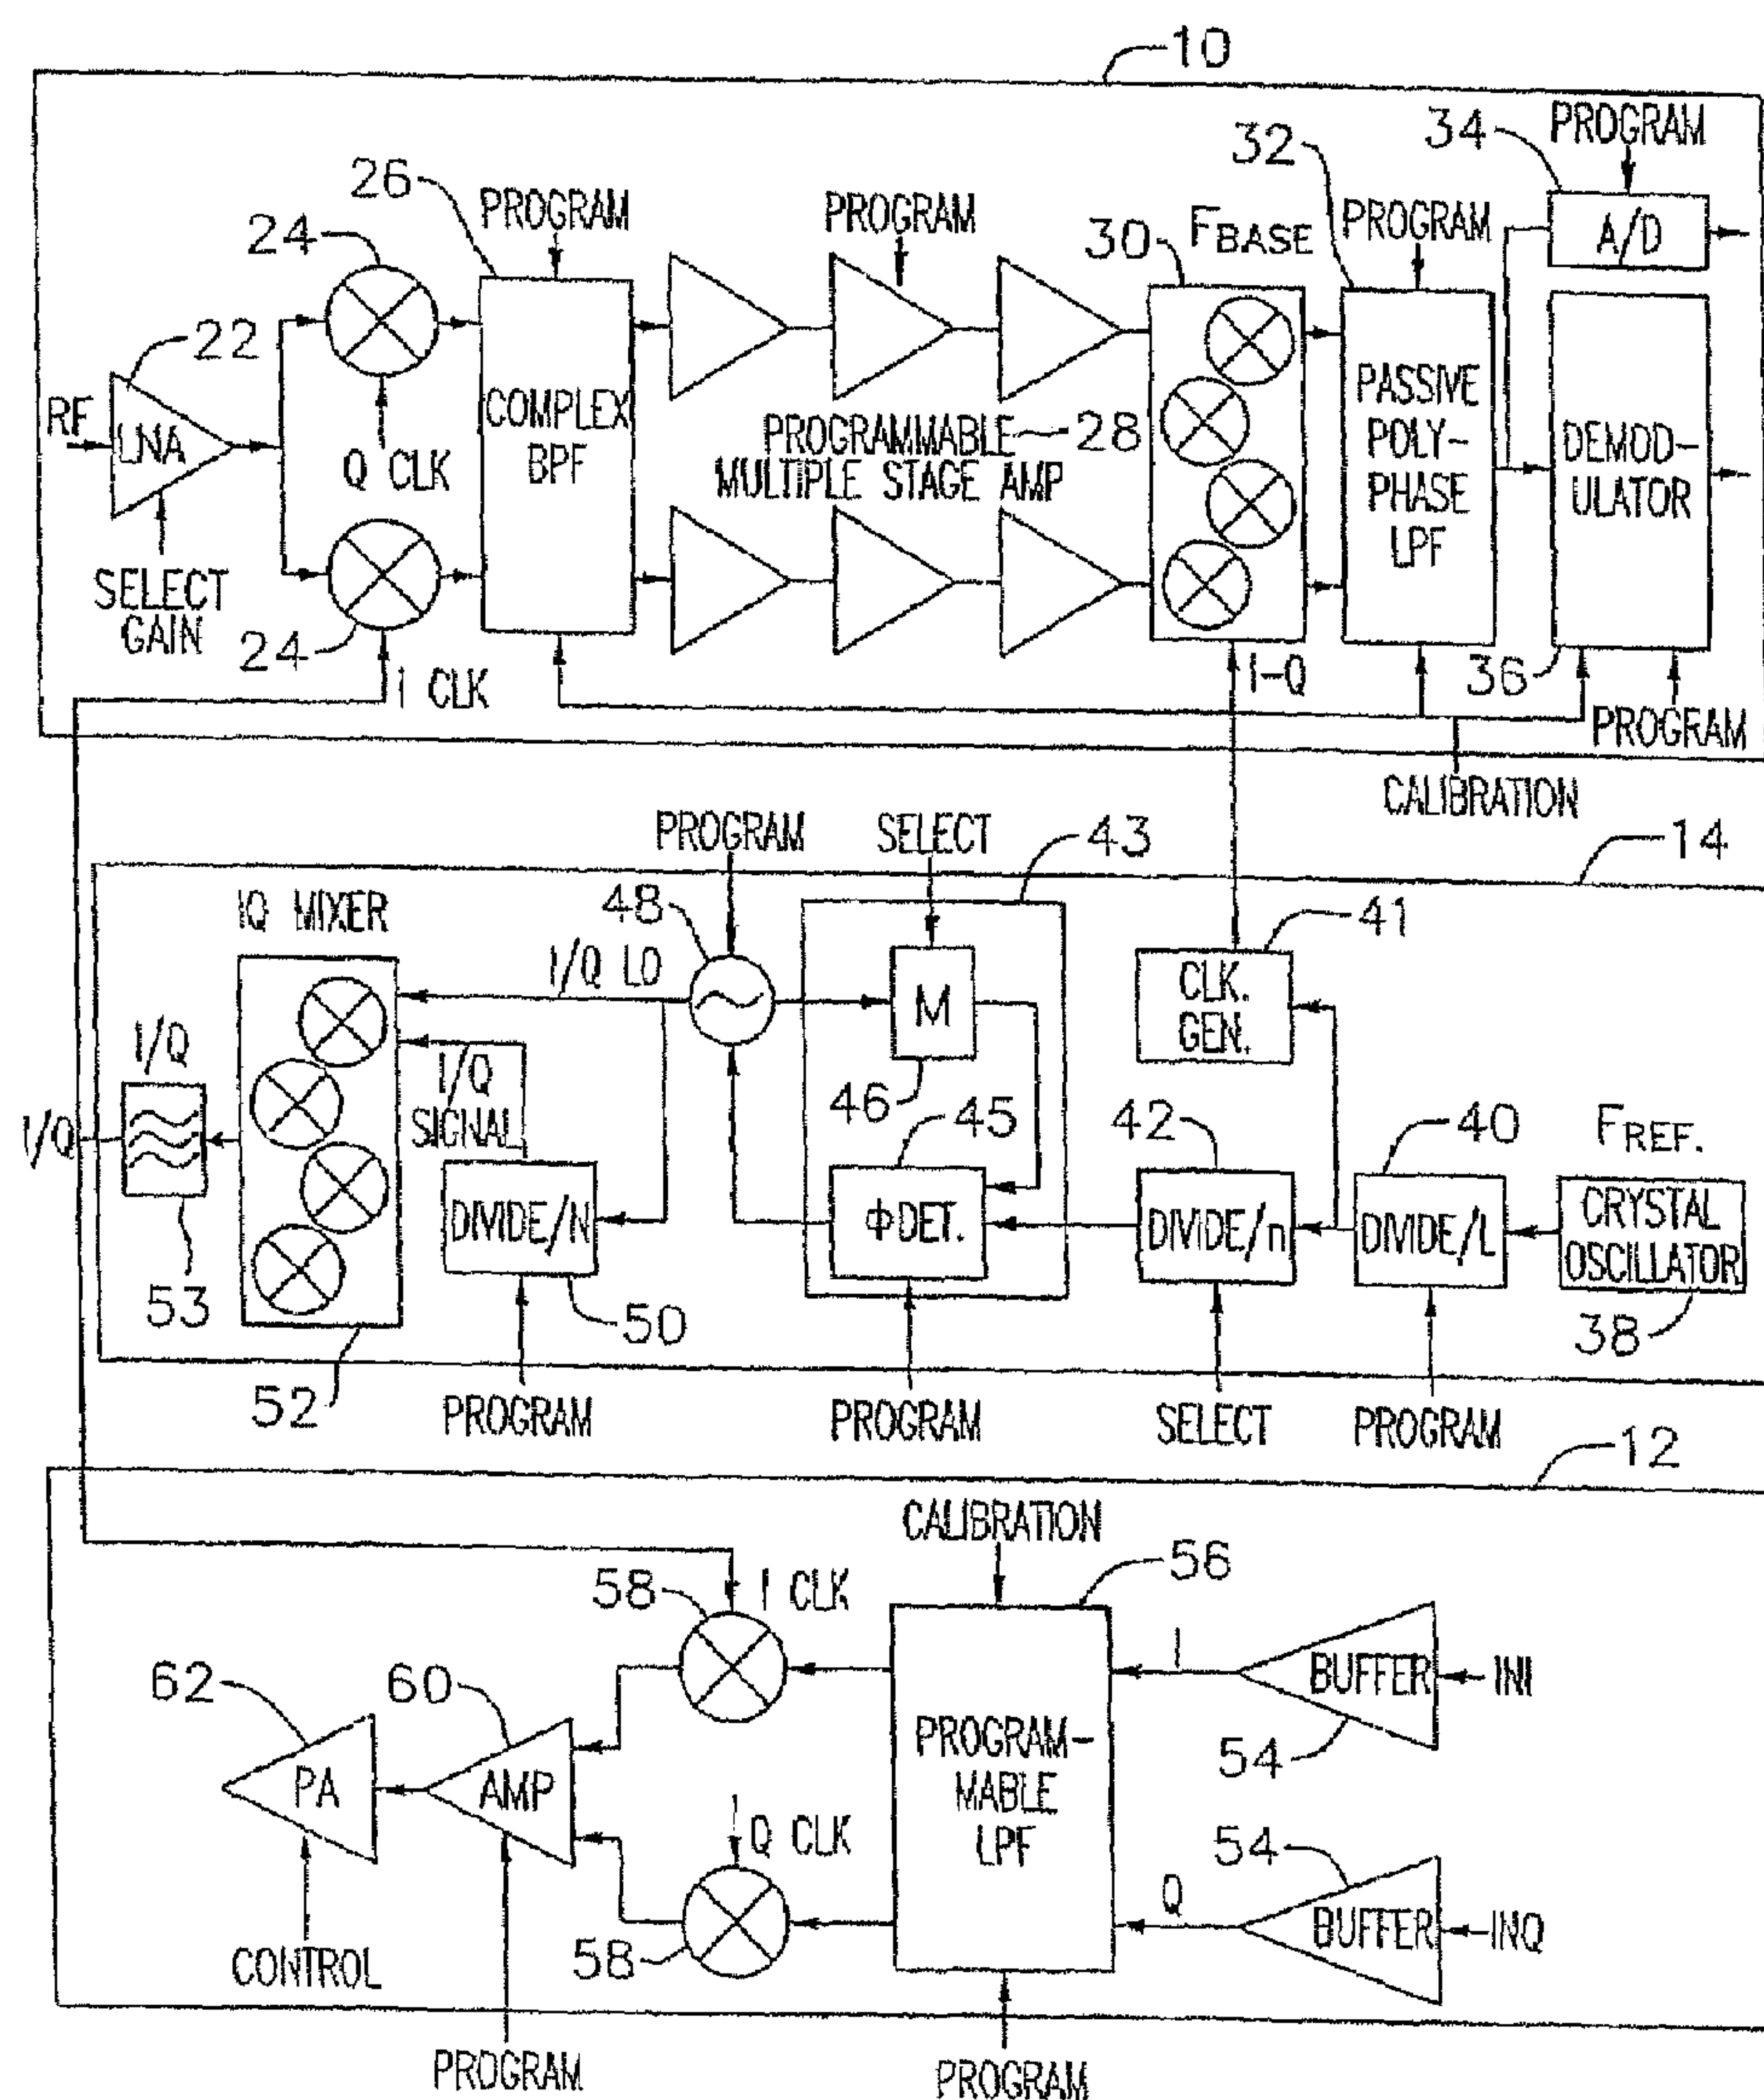 10
PROGRAM
34
32
26
PROGRAM
PROGRAM
24
30
FBASE
PROGRAM
A/D
22
RF
LNA
Q CLK
COMPLEX
BPF
PROGRAMMABLE
MULTIPLE STAGE AMP
28
PASSIVE
POLY-
PHASE
LPF
DEMOD-
ULATOR
SELECT
GAIN
24
I CLK
I-Q
36
PROGRAM
CALIBRATION
PROGRAM
SELECT
43
14
IQ MIXER
48
41
I/Q LO
M
CLK.
GEN.
I/Q
I/Q
SIGNAL
46
45
42
40
FREF.
I/Q
DIVIDE/N
ΦDET.
DIVIDE/n
DIVIDE/L
CRYSTAL
OSCILLATOR
53
50
38
52
PROGRAM
PROGRAM
SELECT
PROGRAM
12
CALIBRATION
56
58
I CLK
I
BUFFER
INI
62
60
54
PA
AMP
PROGRAM-
MABLE
LPF
Q CLK
54
Q
BUFFER
INQ
58
CONTROL
PROGRAM
PROGRAM